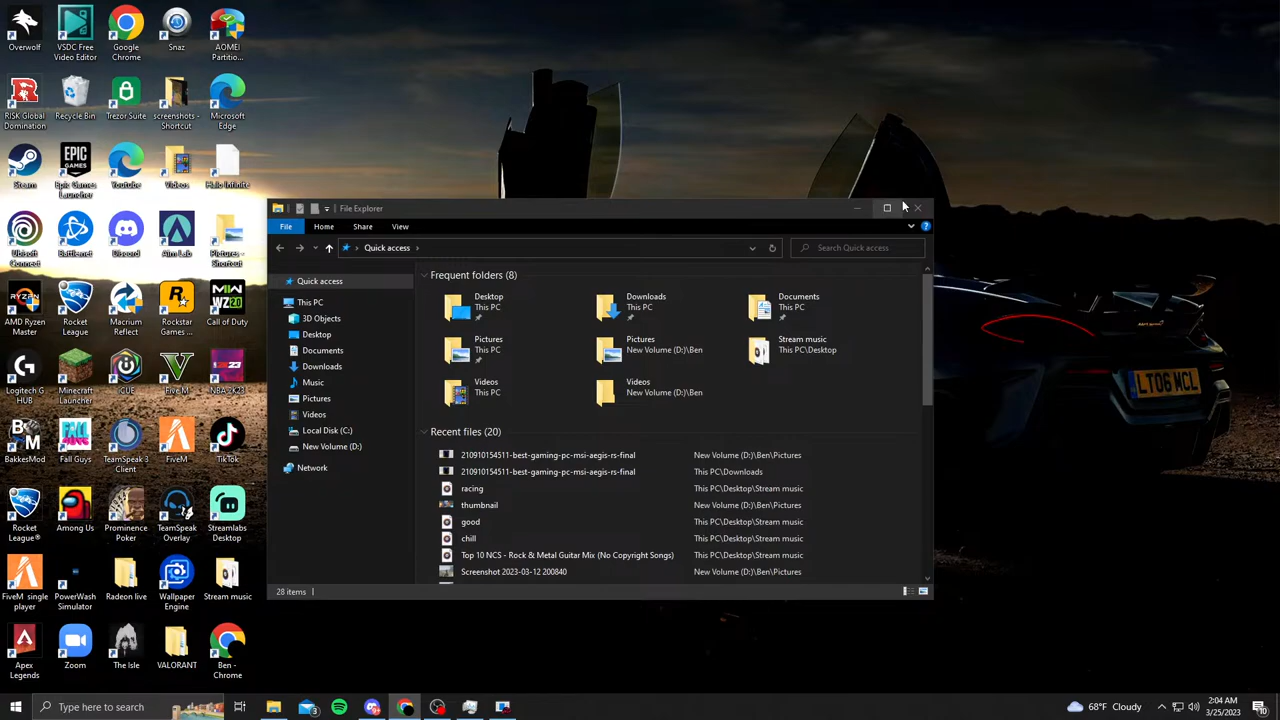 Overwolf
VSDC Free
Video Editor
Google
Chrome
Snaz
AOMEI
Partitio...
RISK Global
Domination
Recycle Bin
Trezor Suite
screenshots -
Shortcut
Microsoft
Edge
Steam
Epic Games
Launcher
Youtube
Videos
Halo Infinite
Ubisoft
Connect
Battle.net
Discord
Aim Lab
Pictures -
Shortcut
AMD Ryzen
Master
Rocket
League
Macrium
Reflect
Rockstar
Games ...
Call of Duty
Logitech G
HUB
Minecraft
Launcher
iCUE
Five M
NBA 2k23
BakkesMod
Fall Guys
TeamSpeak 3
Client
FiveM
TikTok
Rocket
League®
Among Us
Prominence
Poker
TeamSpeak
Overlay
Streamlabs
Desktop
FiveM single
player
PowerWash
Simulator
Radeon live
Wallpaper
Engine
Stream music
Apex
Legends
Zoom
The Isle
VALORANT
Ben -
Chrome
File Explorer
File
Home
Share
View
Quick access
Search Quick access
Quick access
This PC
3D Objects
Desktop
Documents
Downloads
Music
Pictures
Videos
Local Disk (C:)
New Volume (D:)
Network
Frequent folders (8)
Desktop
This PC
Downloads
This PC
Documents
This PC
Pictures
This PC
Pictures
New Volume (D:)\Ben
Stream music
This PC\Desktop
Videos
This PC
Videos
New Volume (D:)\Ben
Recent files (20)
210910154511-best-gaming-pc-msi-aegis-rs-final New Volume (D:)\Ben\Pictures
210910154511-best-gaming-pc-msi-aegis-rs-final This PC\Downloads
racing This PC\Desktop\Stream music
thumbnail New Volume (D:)\Ben\Pictures
good This PC\Desktop\Stream music
chill This PC\Desktop\Stream music
Top 10 NCS - Rock & Metal Guitar Mix (No Copyright Songs) This PC\Desktop\Stream music
Screenshot 2023-03-12 200840 New Volume (D:)\Ben\Pictures
28 items
LT06 MCL
Type here to search
68°F Cloudy
2:04 AM
3/25/2023